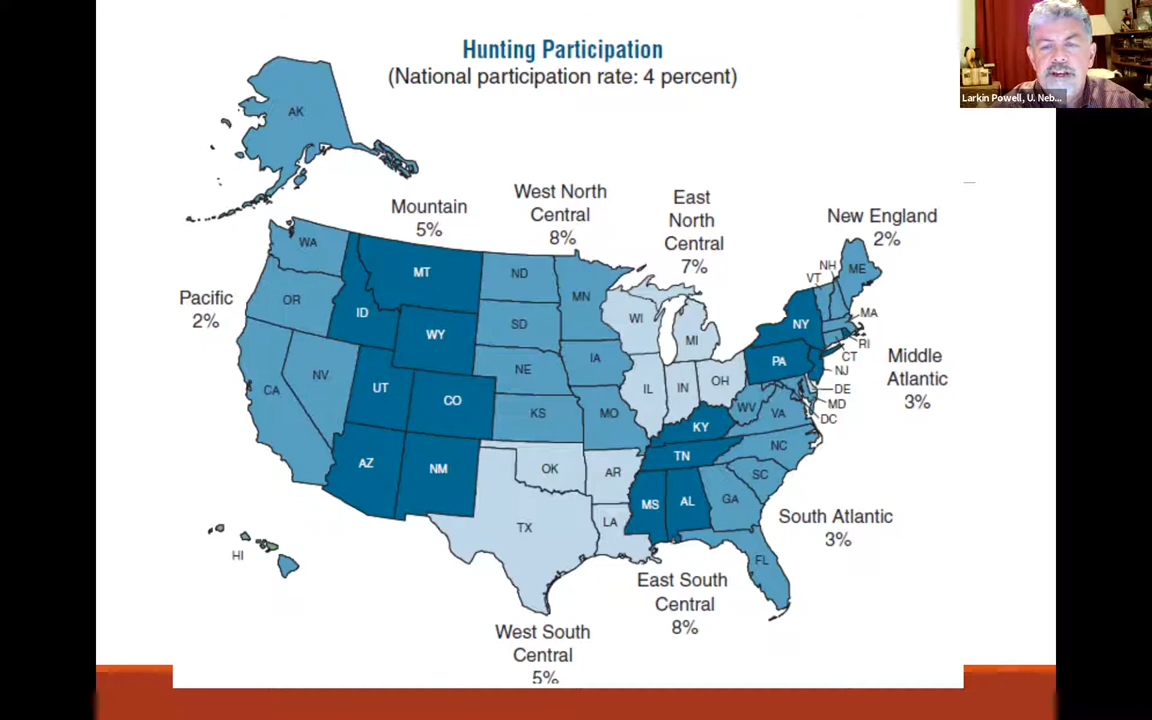 Hunting Participation
(National participation rate: 4 percent)
Larkin Powell, U. Neb...
AK
Mountain
5%
West North
Central
8%
East
North
Central
7%
New England
2%
Pacific
2%
Middle
Atlantic
3%
South Atlantic
3%
East South
Central
8%
West South
Central
5%
WA
OR
CA
NV
ID
MT
WY
UT
CO
AZ
NM
ND
SD
NE
KS
MN
IA
MO
WI
MI
IL
IN
OH
OK
AR
TX
LA
KY
TN
MS
AL
NY
PA
NJ
VT
NH
ME
MA
RI
CT
DE
MD
DC
WV
VA
NC
SC
GA
FL
HI